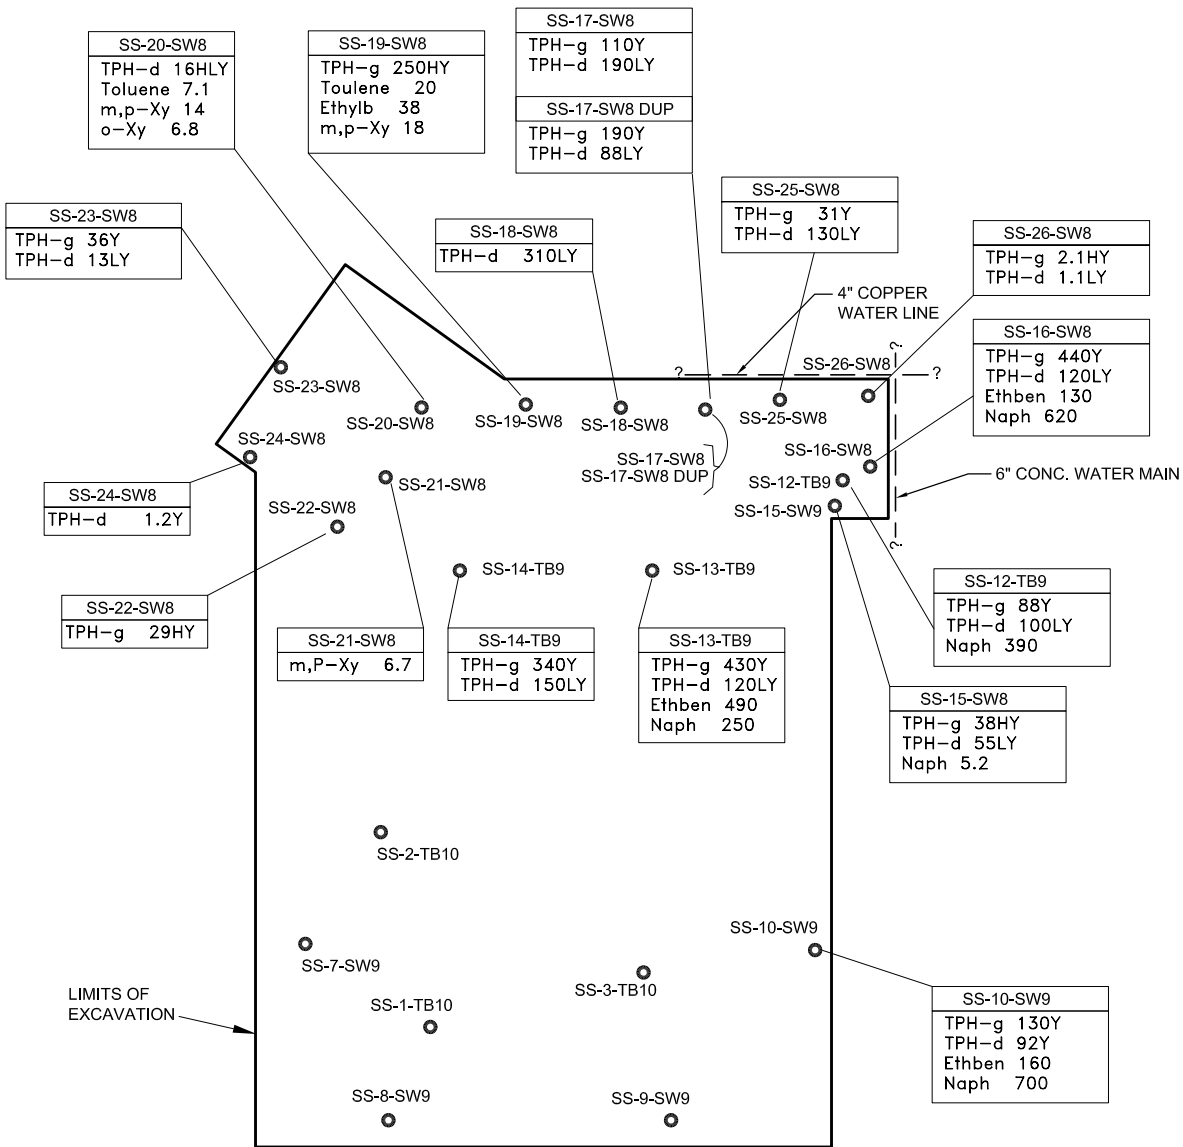 SS-20-SW8
TPH-d 16HLY
Toluene 7.1
m,p-Xy 14
o-Xy 6.8
SS-19-SW8
TPH-g 250HY
Toulene 20
Ethylb 38
m,p-Xy 18
SS-17-SW8
TPH-g 110Y
TPH-d 190LY
SS-17-SW8 DUP
TPH-g 190Y
TPH-d 88LY
SS-25-SW8
TPH-g 31Y
TPH-d 130LY
SS-23-SW8
TPH-g 36Y
TPH-d 13LY
SS-18-SW8
TPH-d 310LY
SS-26-SW8
TPH-g 2.1HY
TPH-d 1.1LY
4" COPPER
WATER LINE
SS-16-SW8
TPH-g 440Y
TPH-d 120LY
Ethben 130
Naph 620
?
SS-26-SW8
?
?
SS-23-SW8
SS-20-SW8
SS-19-SW8
SS-18-SW8
SS-25-SW8
SS-24-SW8
SS-17-SW8
SS-17-SW8 DUP
SS-16-SW8
SS-12-TB9
6" CONC. WATER MAIN
SS-21-SW8
SS-24-SW8
TPH-d 1.2Y
SS-22-SW8
SS-15-SW9
?
SS-14-TB9
SS-13-TB9
SS-12-TB9
TPH-g 88Y
TPH-d 100LY
Naph 390
SS-22-SW8
TPH-g 29HY
SS-21-SW8
m,P-Xy 6.7
SS-14-TB9
TPH-g 340Y
TPH-d 150LY
SS-13-TB9
TPH-g 430Y
TPH-d 120LY
Ethben 490
Naph 250
SS-15-SW8
TPH-g 38HY
TPH-d 55LY
Naph 5.2
SS-2-TB10
SS-10-SW9
SS-7-SW9
SS-3-TB10
LIMITS OF
EXCAVATION
SS-1-TB10
SS-10-SW9
TPH-g 130Y
TPH-d 92Y
Ethben 160
Naph 700
SS-8-SW9
SS-9-SW9